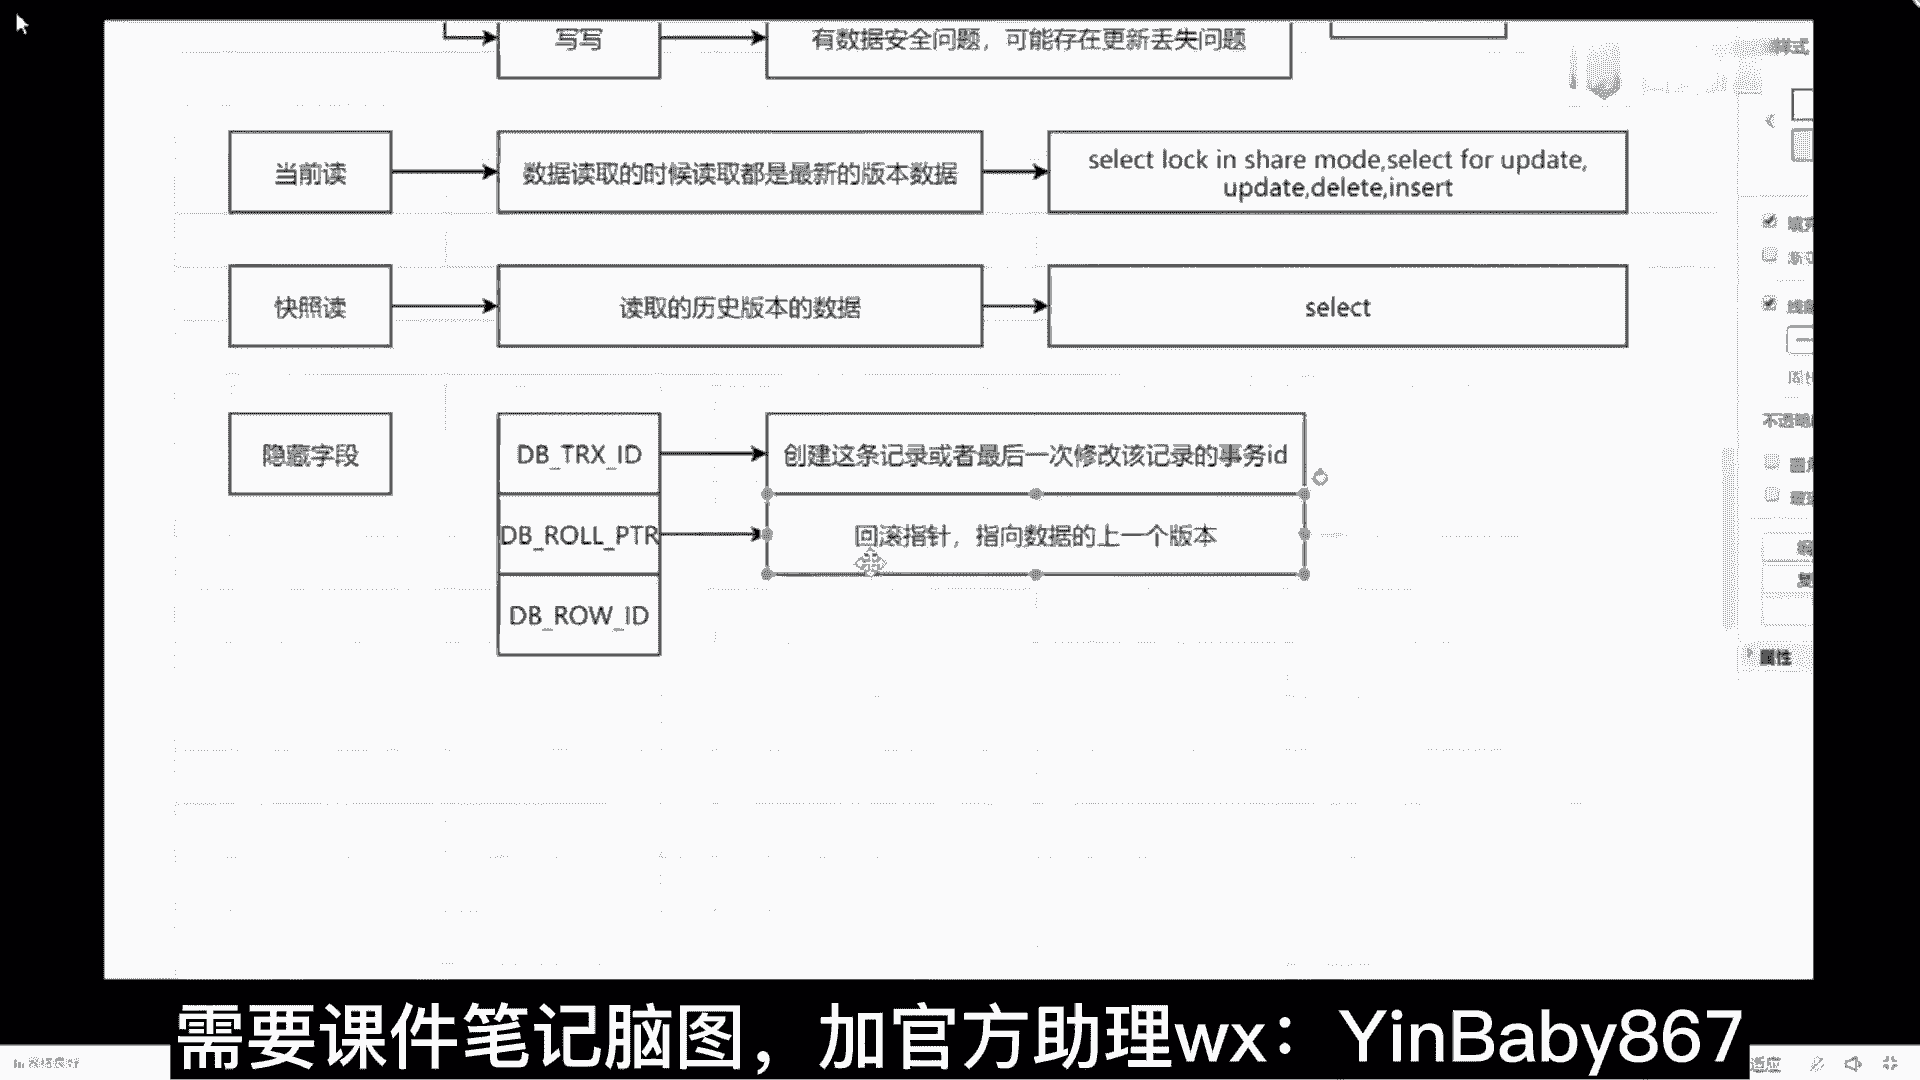 写写
有数据安全问题，可能存在更新丢失问题
样式
当前读
数据读取的时候读取都是最新的版本数据
select lock in share mode,select for update,
update,delete,insert
快照读
读取的历史版本的数据
select
隐藏字段
DB_TRX_ID
创建这条记录或者最后一次修改该记录的事务id
DB_ROLL_PTR
回滚指针，指向数据的上一个版本
DB_ROW_ID
属性
需要课件笔记脑图，加官方助理wx：YinBaby867
适应